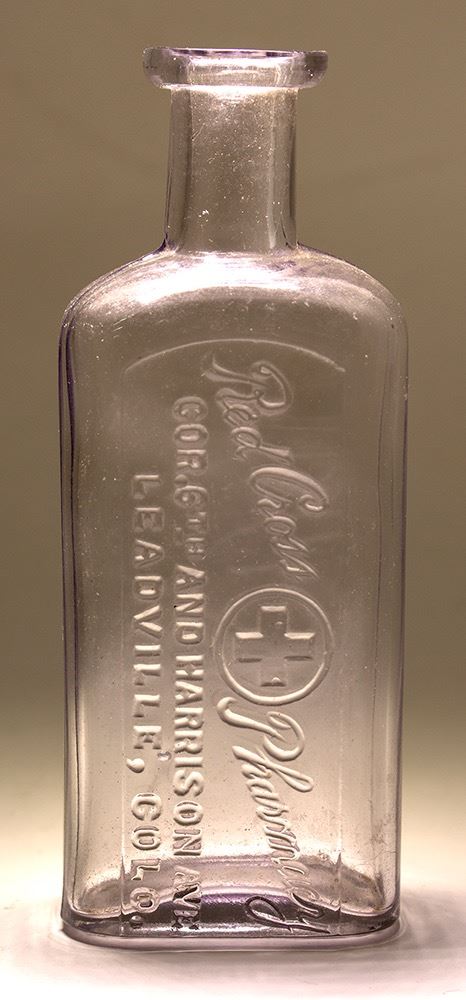 Red Cross Pharmacy
COR. 6TH AND HARRISON AVE
LEADVILLE, COLO.